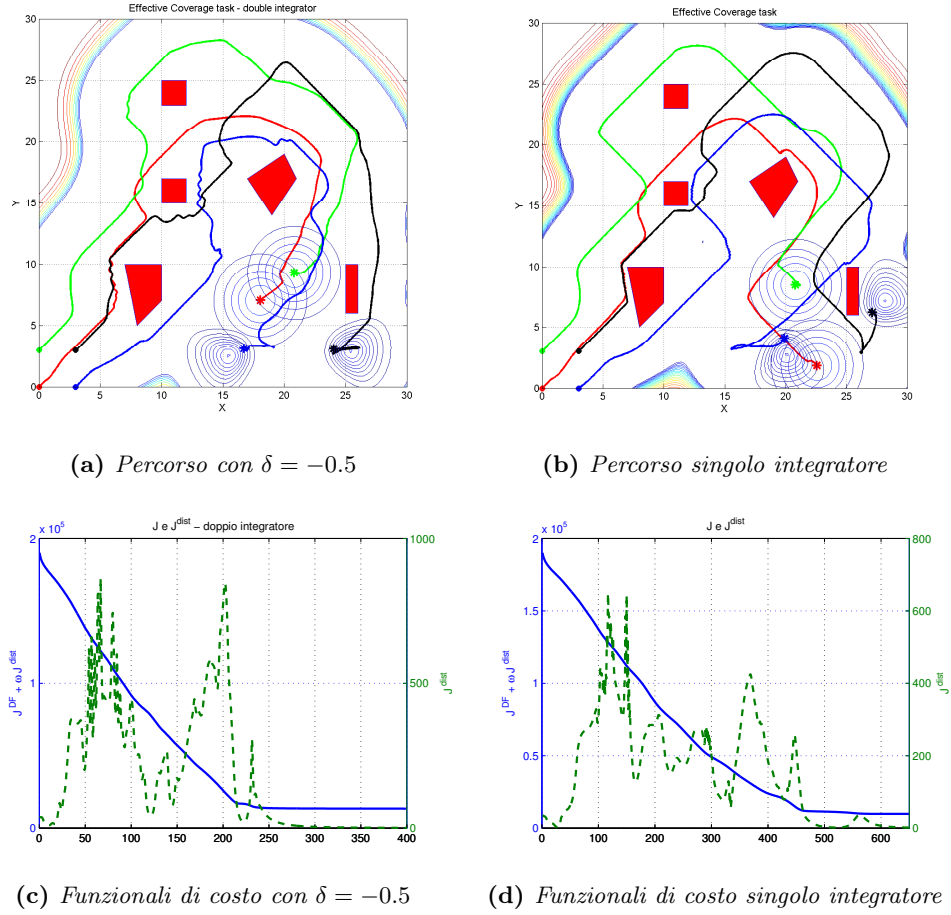 Effective Coverage task - double integrator
Y
30
25
20
15
10
5
0
0 5 10 15 20 25 30
X
(a) Percorso con δ = −0.5
Effective Coverage task
Y
30
25
20
15
10
5
0
0 5 10 15 20 25 30
X
(b) Percorso singolo integratore
J e J^dist − doppio integratore
x 10^5
J^DF + ω J^dist
2
1
0
J^dist
1000
500
0
0 50 100 150 200 250 300 350 400
(c) Funzionali di costo con δ = −0.5
J e J^dist
x 10^5
J^DF + ω J^dist
2
1.5
1
0.5
0
J^dist
800
600
400
200
0
0 100 200 300 400 500 600
(d) Funzionali di costo singolo integratore